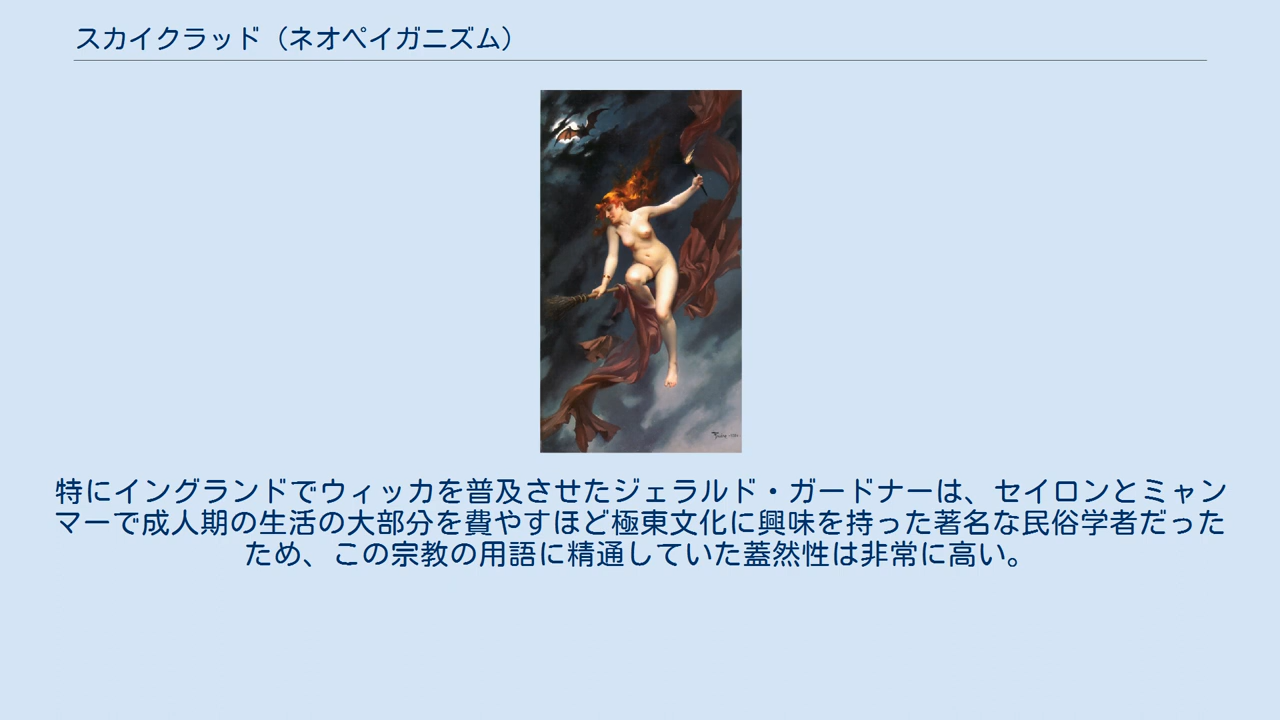 スカイクラッド（ネオペイガニズム）
特にイングランドでウィッカを普及させたジェラルド・ガードナーは、セイロンとミャン
マーで成人期の生活の大部分を費やすほど極東文化に興味を持った著名な民俗学者だった
ため、この宗教の用語に精通していた蓋然性は非常に高い。